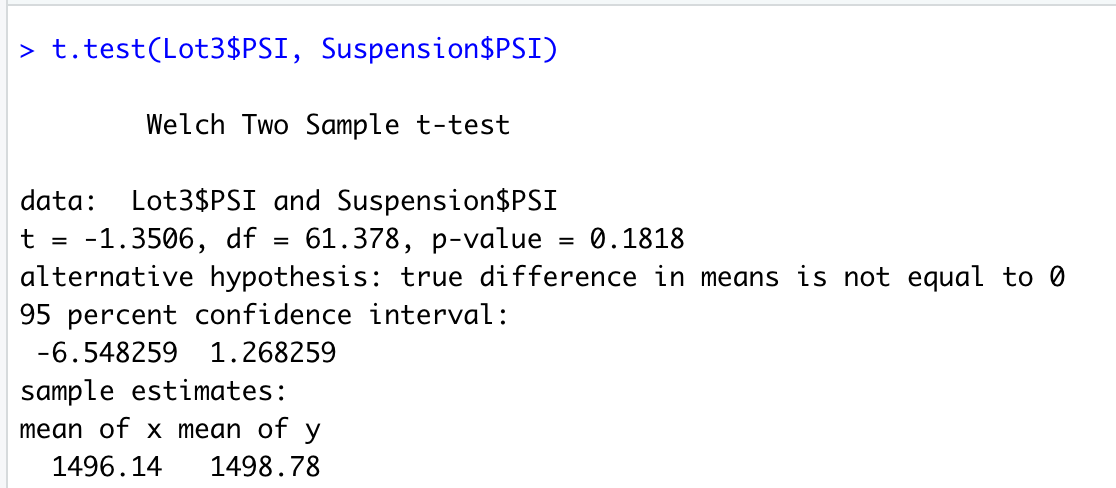 > t.test(Lot3$PSI, Suspension$PSI)
Welch Two Sample t-test
data:  Lot3$PSI and Suspension$PSI
t = -1.3506, df = 61.378, p-value = 0.1818
alternative hypothesis: true difference in means is not equal to 0
95 percent confidence interval:
-6.548259  1.268259
sample estimates:
mean of x mean of y
1496.14   1498.78